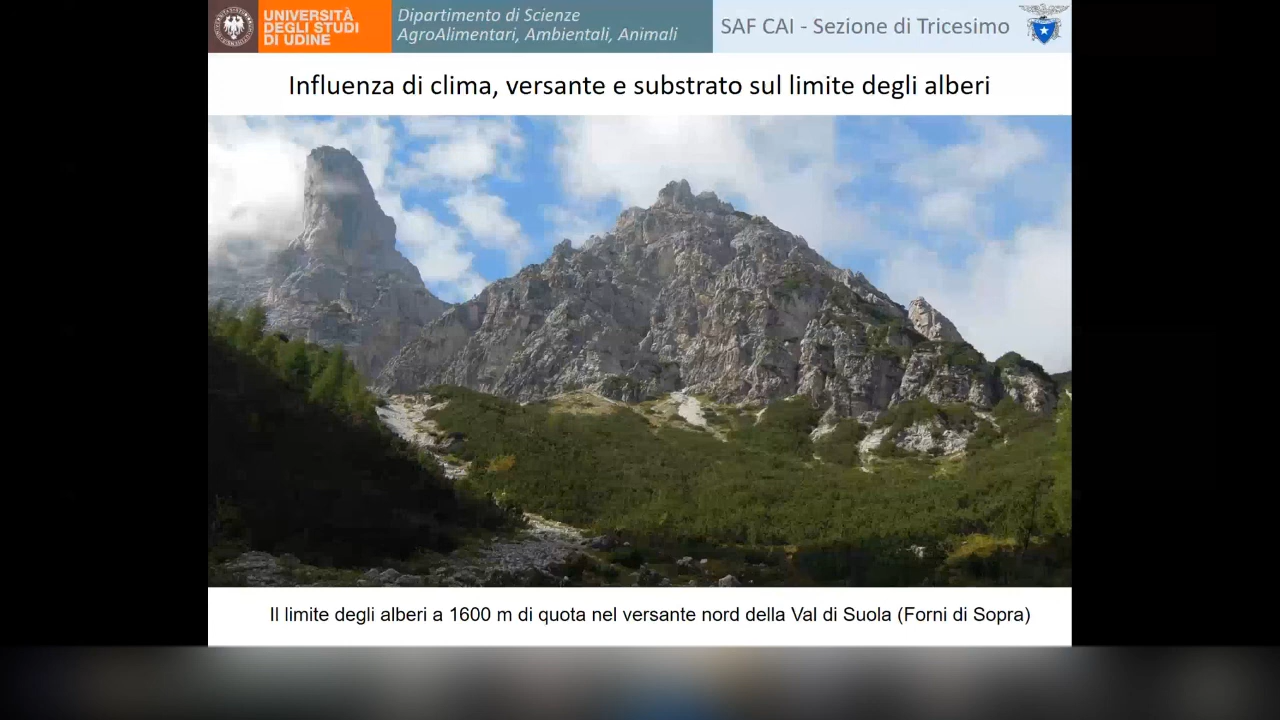 UNIVERSITÀ
DEGLI STUDI
DI UDINE
Dipartimento di Scienze
AgroAlimentari, Ambientali, Animali
SAF CAI - Sezione di Tricesimo
Influenza di clima, versante e substrato sul limite degli alberi
Il limite degli alberi a 1600 m di quota nel versante nord della Val di Suola (Forni di Sopra)